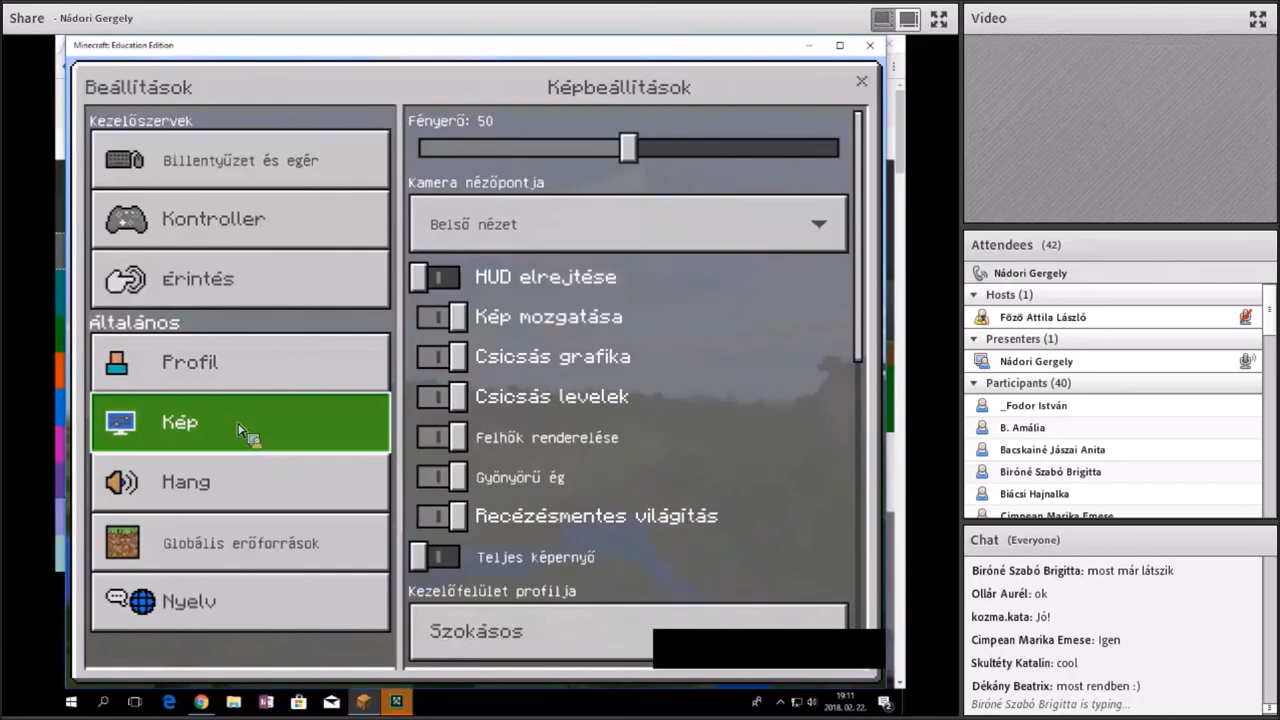 Share - Nádori Gergely
Minecraft: Education Edition
Beállítások
Kezelőszervek
Billentyűzet és egér
Kontroller
Érintés
Általános
Profil
Kép
Hang
Globális erőforrások
Nyelv
Képbeállítások
Fényerő: 50
Kamera nézőpontja
Belső nézet
HUD elrejtése
Kép mozgatása
Csicsás grafika
Csicsás levelek
Felhők renderelése
Gyönyörű ég
Recézésmentes világítás
Teljes képernyő
Kezelőfelület profilja
Szokásos
19:11
2018. 02. 22.
2
Video
Attendees (42)
Nádori Gergely
Hosts (1)
Főző Attila László
Presenters (1)
Nádori Gergely
Participants (40)
_Fodor István
B. Amália
Bacskainé Jászai Anita
Biróné Szabó Brigitta
Biácsi Hajnalka
Cimpean Marika Emese
Chat (Everyone)
Biróné Szabó Brigitta: most már látszik
Ollár Aurél: ok
kozma.kata: Jó!
Cimpean Marika Emese: Igen
Skultéty Katalin: cool
Dékány Beatrix: most rendben :)
Biróné Szabó Brigitta is typing...